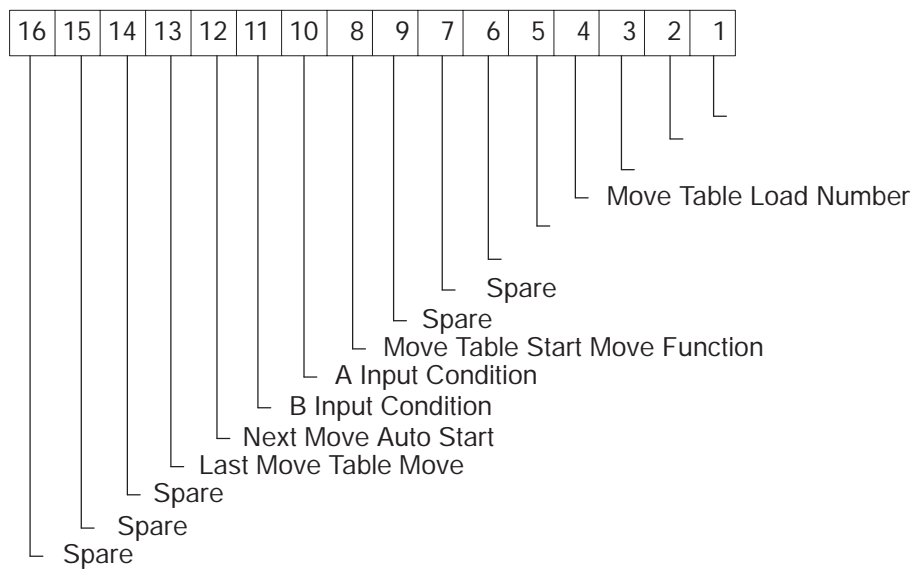 16 15 14 13 12 11 10 8 9 7 6 5 4 3 2 1
Move Table Load Number
Spare
Spare
Move Table Start Move Function
A Input Condition
B Input Condition
Next Move Auto Start
Last Move Table Move
Spare
Spare
Spare